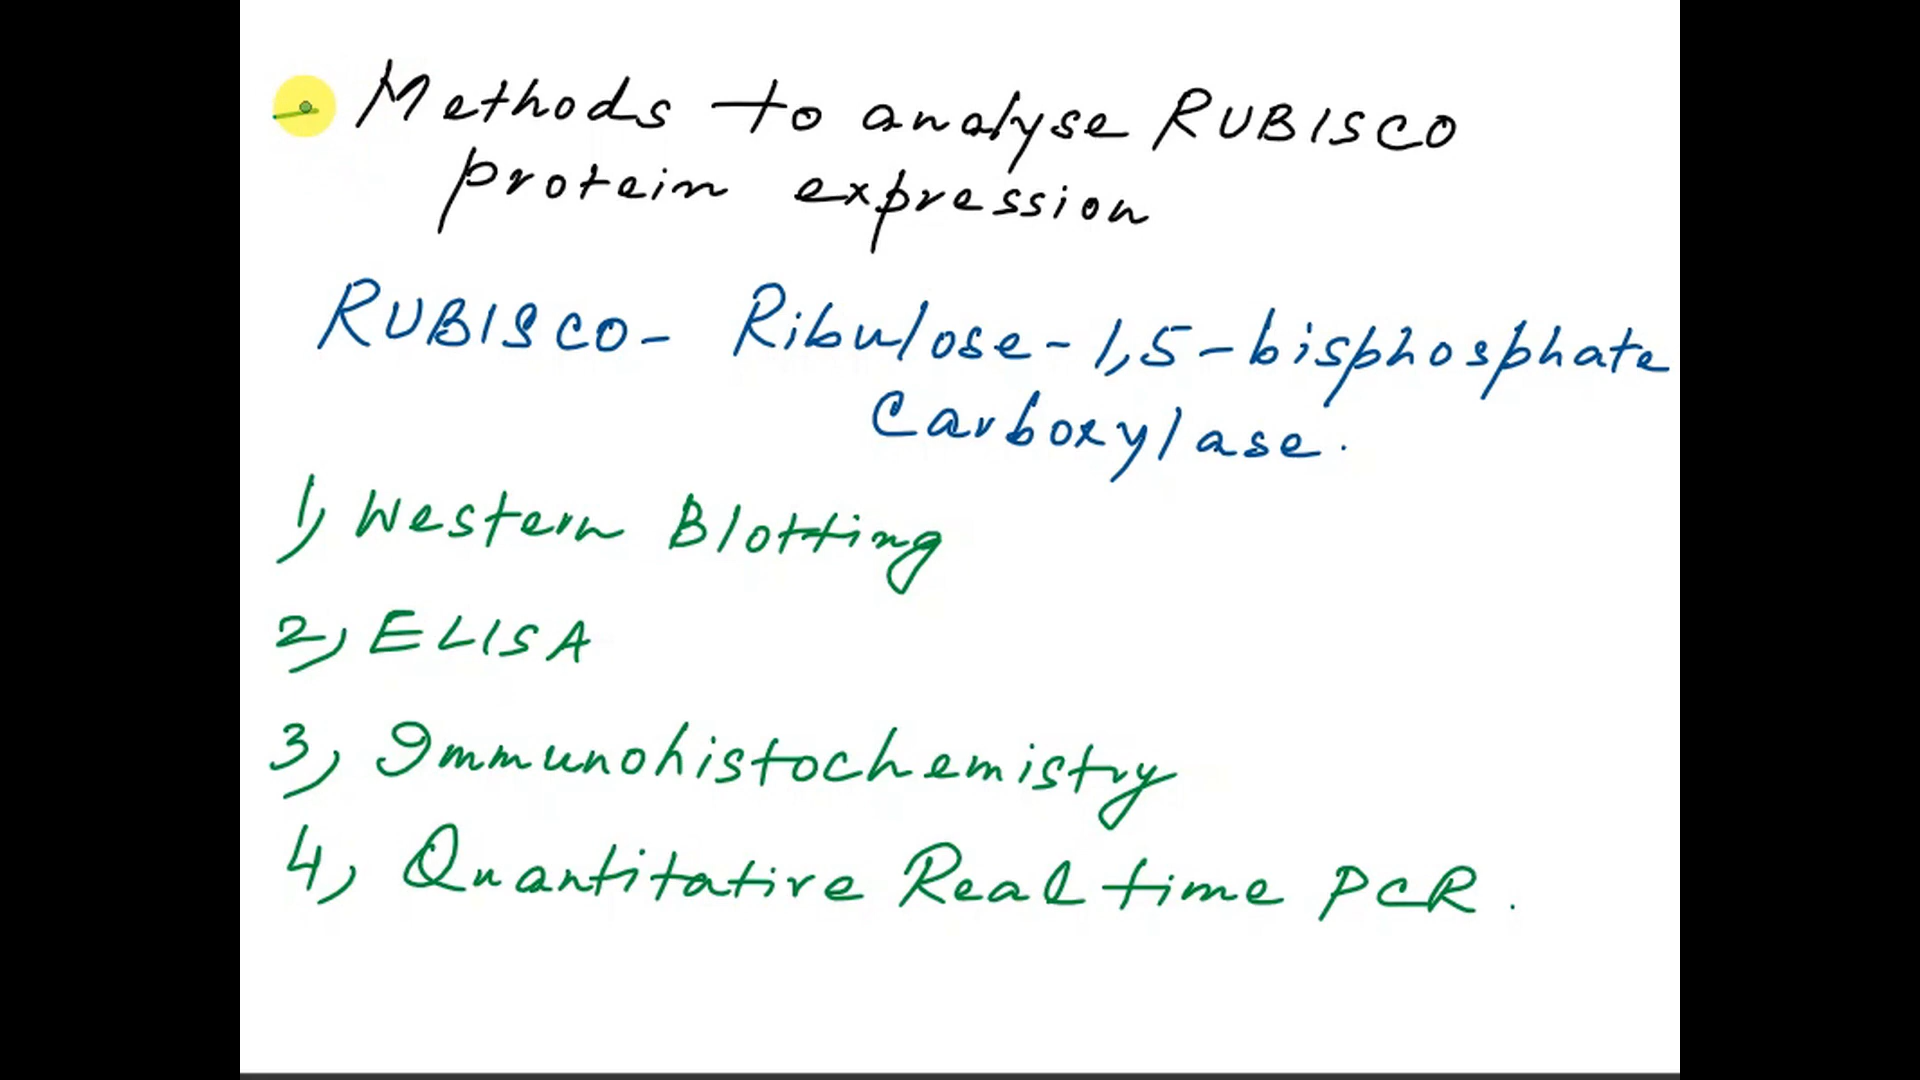 Methods to analyse RUBISCO
protein expression
RUBISCO- Ribulose-1,5-bisphosphate
Carboxylase.
1, Western Blotting
2, ELISA
3, Immunohistochemistry
4, Quantitative Real time PCR.